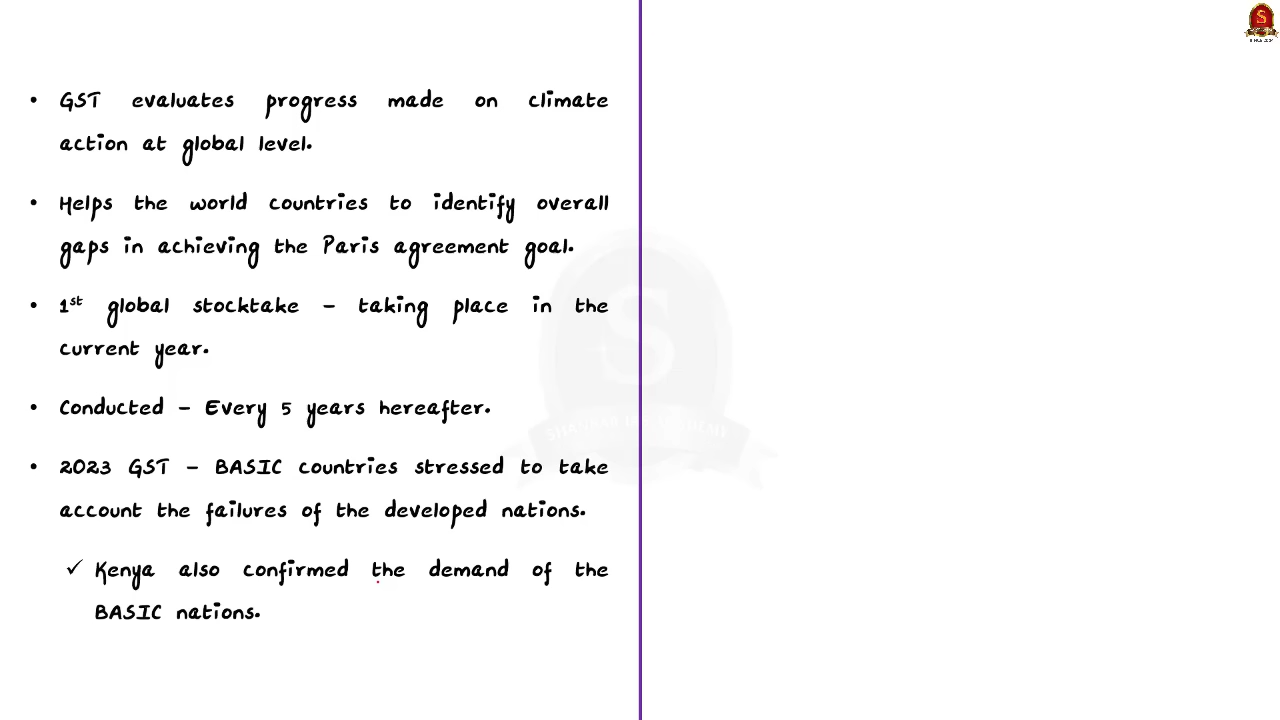 • GST evaluates progress made on climate
action at global level.
• Helps the world countries to identify overall
gaps in achieving the Paris agreement goal.
• 1st global stocktake – taking place in the
current year.
• Conducted – Every 5 years hereafter.
• 2023 GST – BASIC countries stressed to take
account the failures of the developed nations.
✓ Kenya also confirmed the demand of the
BASIC nations.
S
SHANKAR IAS ACADEMY
S